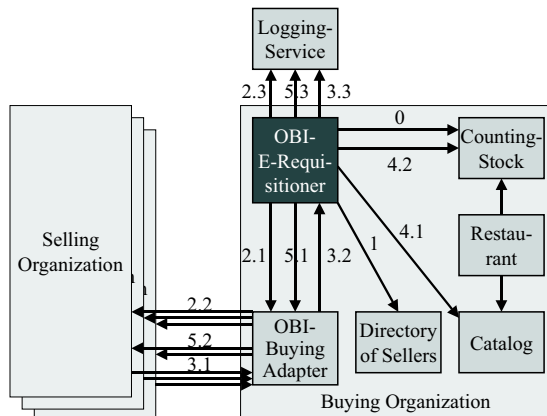 Logging-
Service
2.3 5.3 3.3
OBI-
E-Requi-
sitioner
0
4.2
Counting-
Stock
Selling
Organization
n
n
2.1 5.1 3.2
1
4.1
Restau-
rant
2.2
5.2
3.1
OBI-
Buying
Adapter
Directory
of Sellers
Catalog
Buying Organization